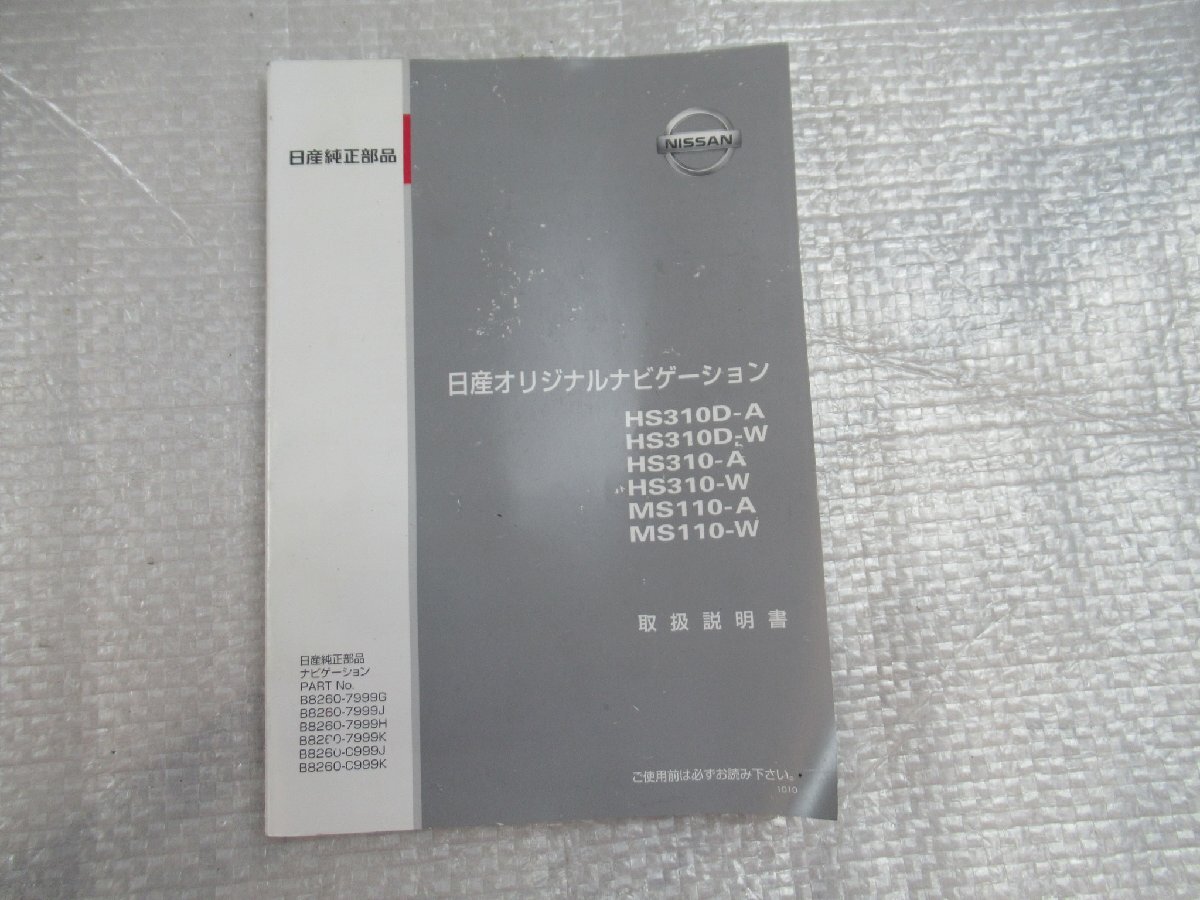 日産純正部品
NISSAN
日産オリジナルナビゲーション
HS310D-A
HS310D-W
HS310-A
HS310-W
MS110-A
MS110-W
取扱説明書
日産純正部品
ナビゲーション
PART No.
B8260-7999G
B8260-7999J
B8260-7999H
B8260-7999K
B8260-C999J
B8260-C999K
ご使用前は必ずお読み下さい。
1010